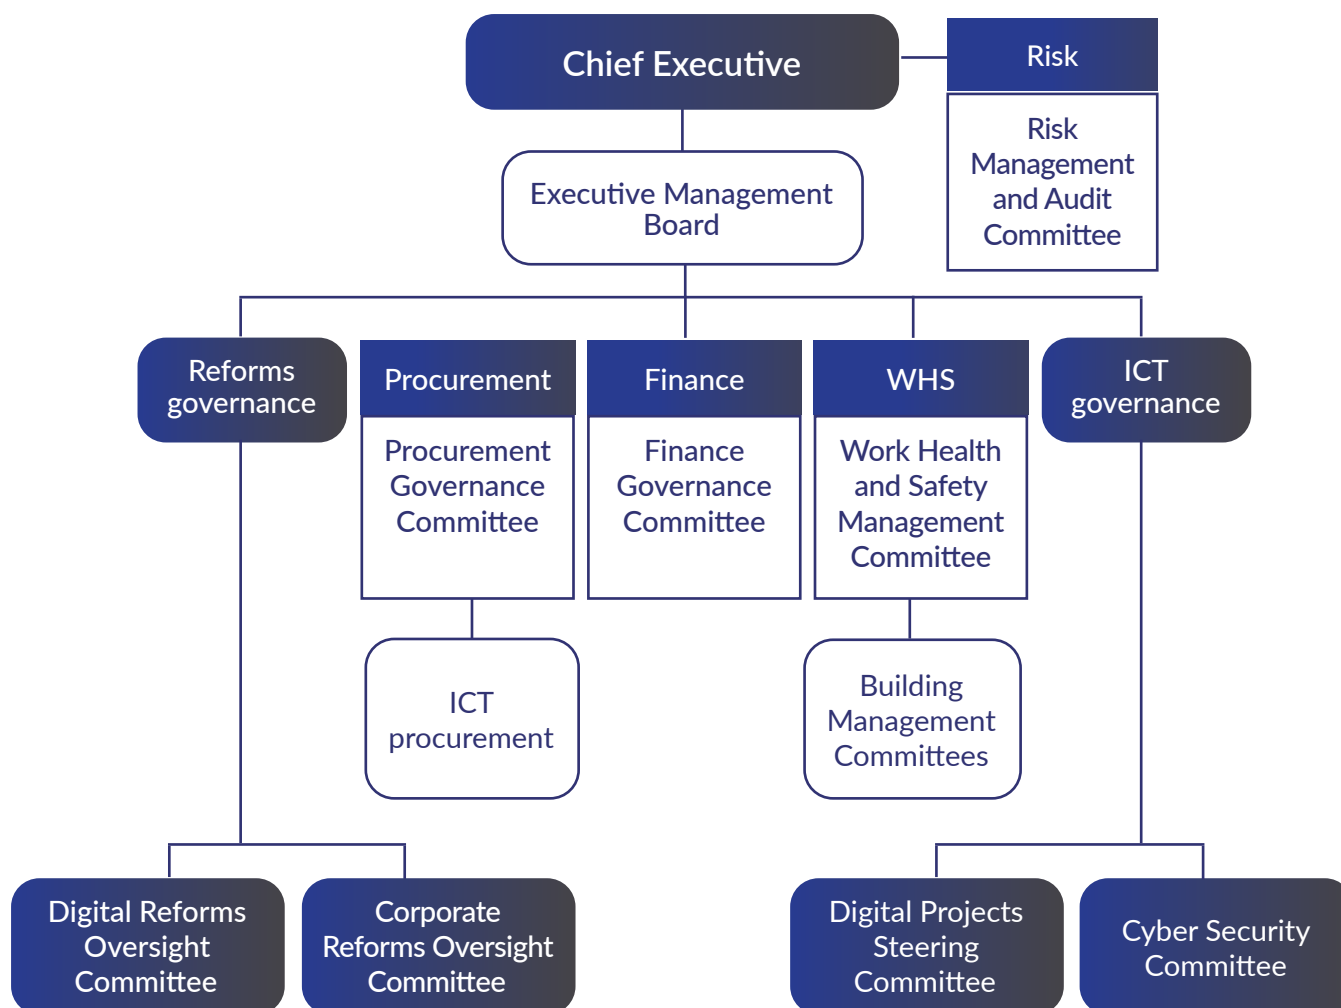 Chief Executive
Risk
Risk
Management
and Audit
Committee
Executive Management
Board
Reforms
governance
Procurement
Procurement
Governance
Committee
Finance
Finance
Governance
Committee
WHS
Work Health
and Safety
Management
Committee
ICT
governance
ICT
procurement
Building
Management
Committees
Digital Reforms
Oversight
Committee
Corporate
Reforms Oversight
Committee
Digital Projects
Steering
Committee
Cyber Security
Committee